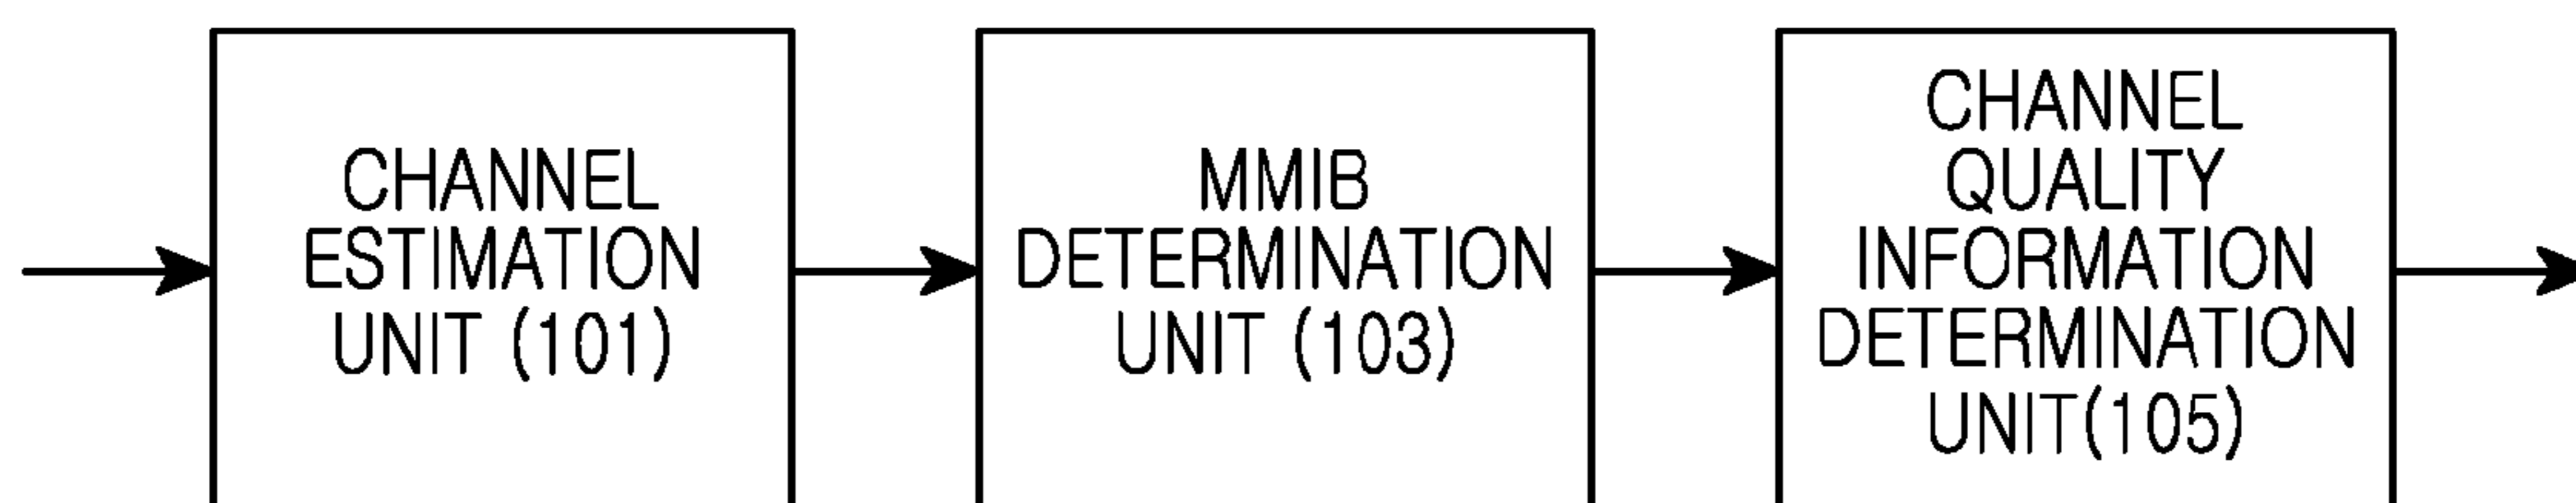 CHANNEL
ESTIMATION
UNIT (101)
MMIB
DETERMINATION
UNIT (103)
CHANNEL
QUALITY
INFORMATION
DETERMINATION
UNIT(105)